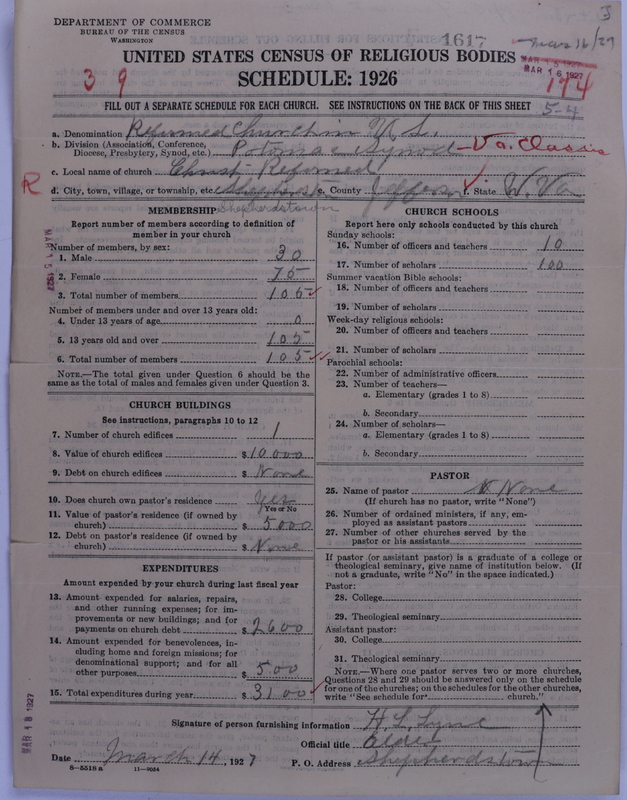 DEPARTMENT OF COMMERCE
BUREAU OF THE CENSUS
WASHINGTON
1617
Mar 16/27
3
UNITED STATES CENSUS OF RELIGIOUS BODIES
MAR 16 1927
SCHEDULE: 1926
3 9
174
FILL OUT A SEPARATE SCHEDULE FOR EACH CHURCH. SEE INSTRUCTIONS ON THE BACK OF THIS SHEET
5-4
a. Denomination Reformed Church in U.S.
b. Division (Association, Conference, Diocese, Presbytery, Synod, etc.) Potomac Synod - Va. Classis
c. Local name of church Christ Reformed
R
d. City, town, village, or township, etc. e. County Jefferson f. State W. Va
Shepherdstown
MEMBERSHIP
Report number of members according to definition of
member in your church
Number of members, by sex:
1. Male 30
2. Female 75
3. Total number of members 105
Number of members under and over 13 years old:
4. Under 13 years of age 0
5. 13 years old and over 105
6. Total number of members 105
NOTE.—The total given under Question 6 should be
same as the total of males and females given under Question 3.
CHURCH BUILDINGS
See instructions, paragraphs 10 to 12
7. Number of church edifices 1
8. Value of church edifices $10000
9. Debt on church edifices $ None
10. Does church own pastor's residence Yes
Yes or No
11. Value of pastor's residence (if owned by
church) $ 5000
12. Debt on pastor's residence (if owned by
church) $ None
EXPENDITURES
Amount expended by your church during last fiscal year
13. Amount expended for salaries, repairs,
and other running expenses; for im-
provements or new buildings; and for
payments on church debt $ 2600
14. Amount expended for benevolences, in-
cluding home and foreign missions; for
denominational support; and for all
other purposes $ 500
15. Total expenditures during year $ 3100
CHURCH SCHOOLS
Report here only schools conducted by this church
Sunday schools:
16. Number of officers and teachers 10
17. Number of scholars 100
Summer vacation Bible schools:
18. Number of officers and teachers
19. Number of scholars
Week-day religious schools:
20. Number of officers and teachers
21. Number of scholars
Parochial schools:
22. Number of administrative officers
23. Number of teachers—
a. Elementary (grades 1 to 8)
b. Secondary
24. Number of scholars—
a. Elementary (grades 1 to 8)
b. Secondary
PASTOR
25. Name of pastor None
(If church has no pastor, write "None")
26. Number of ordained ministers, if any, em-
ployed as assistant pastors
27. Number of other churches served by the
pastor or his assistants
If pastor (or assistant pastor) is a graduate of a college or
theological seminary, give name of institution below. (If
not a graduate, write "No" in the space indicated.)
Pastor:
28. College
29. Theological seminary
Assistant pastor:
30. College
31. Theological seminary
NOTE.—Where one pastor serves two or more churches,
Questions 28 and 29 should be answered only on the schedule
for one of the churches; on the schedules for the other churches,
write "See schedule for church."
Signature of person furnishing information H. L. Lyne
Official title Elder
Date March 14, 1927 P. O. Address Shepherdstown
8—5518 a 11—9024
MAR 18 1927